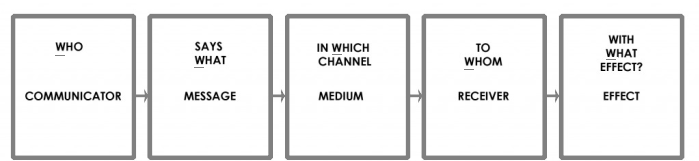 WHO
COMMUNICATOR
SAYS
WHAT
MESSAGE
IN WHICH
CHANNEL
MEDIUM
TO
WHOM
RECEIVER
WITH
WHAT
EFFECT?
EFFECT